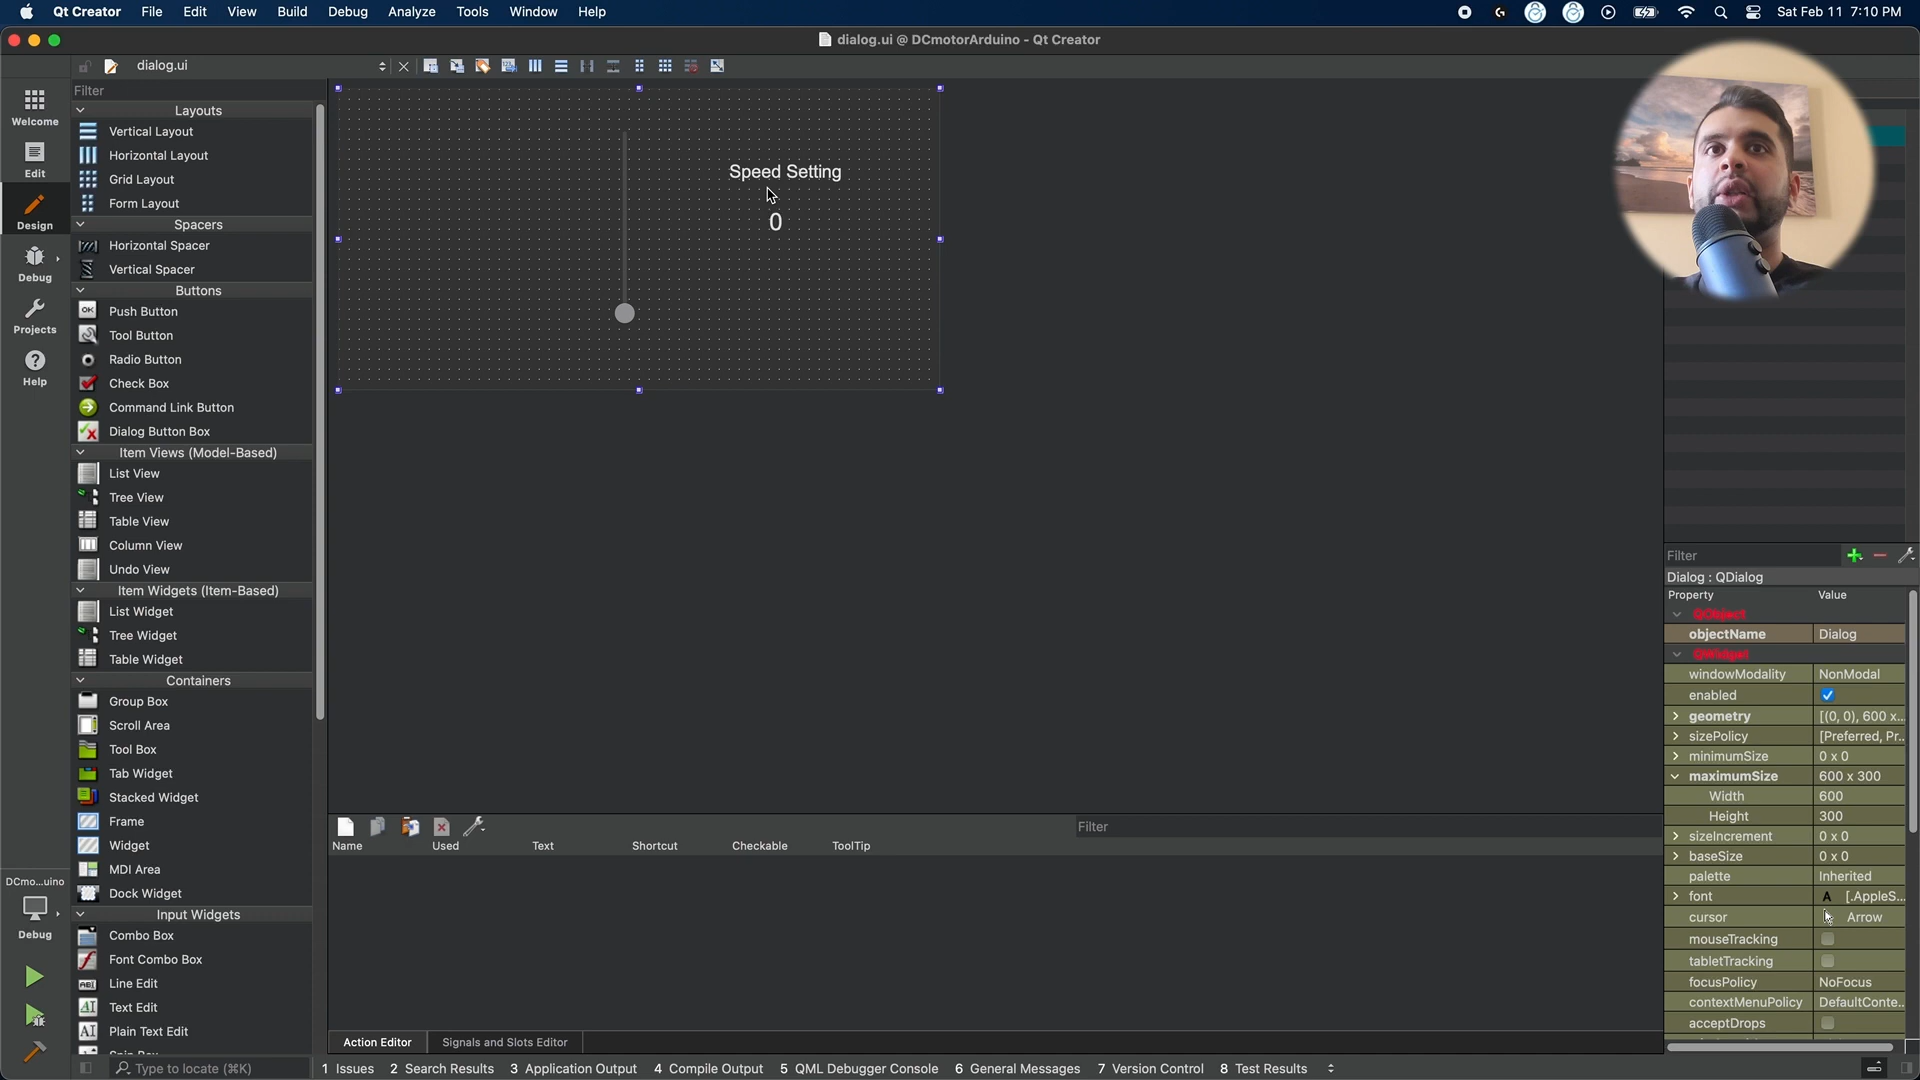 Qt Creator File Edit View Build Debug Analyze Tools Window Help
Sat Feb 11 7:10 PM
dialog.ui @ DCmotorArduino - Qt Creator
dialog.ui
Filter
Welcome
Edit
Design
Debug
Projects
Help
DCmo...uino
Debug
Layouts
Vertical Layout
Horizontal Layout
Grid Layout
Form Layout
Spacers
Horizontal Spacer
Vertical Spacer
Buttons
Push Button
Tool Button
Radio Button
Check Box
Command Link Button
Dialog Button Box
Item Views (Model-Based)
List View
Tree View
Table View
Column View
Undo View
Item Widgets (Item-Based)
List Widget
Tree Widget
Table Widget
Containers
Group Box
Scroll Area
Tool Box
Tab Widget
Stacked Widget
Frame
Widget
MDI Area
Dock Widget
Input Widgets
Combo Box
Font Combo Box
Line Edit
Text Edit
Plain Text Edit
Speed Setting
0
Filter
Name Used Text Shortcut Checkable ToolTip
Action Editor Signals and Slots Editor
Filter
Dialog : QDialog
Property Value
QObject
objectName Dialog
QWidget
windowModality NonModal
enabled
geometry [(0, 0), 600 x...
sizePolicy [Preferred, Pr...
minimumSize 0 x 0
maximumSize 600 x 300
Width 600
Height 300
sizeIncrement 0 x 0
baseSize 0 x 0
palette Inherited
font A [.AppleS...
cursor Arrow
mouseTracking
tabletTracking
focusPolicy NoFocus
contextMenuPolicy DefaultConte...
acceptDrops
Type to locate (⌘K)
1 Issues 2 Search Results 3 Application Output 4 Compile Output 5 QML Debugger Console 6 General Messages 7 Version Control 8 Test Results